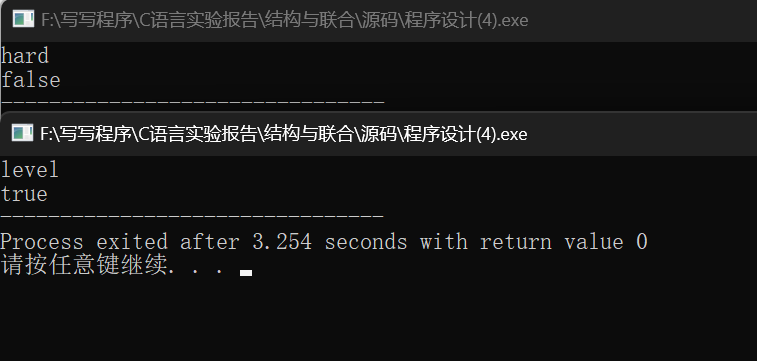 F:\写写程序\C语言实验报告\结构与联合\源码\程序设计(4).exe
hard
false
--------------------------------
F:\写写程序\C语言实验报告\结构与联合\源码\程序设计(4).exe
level
true
--------------------------------
Process exited after 3.254 seconds with return value 0
请按任意键继续. . .